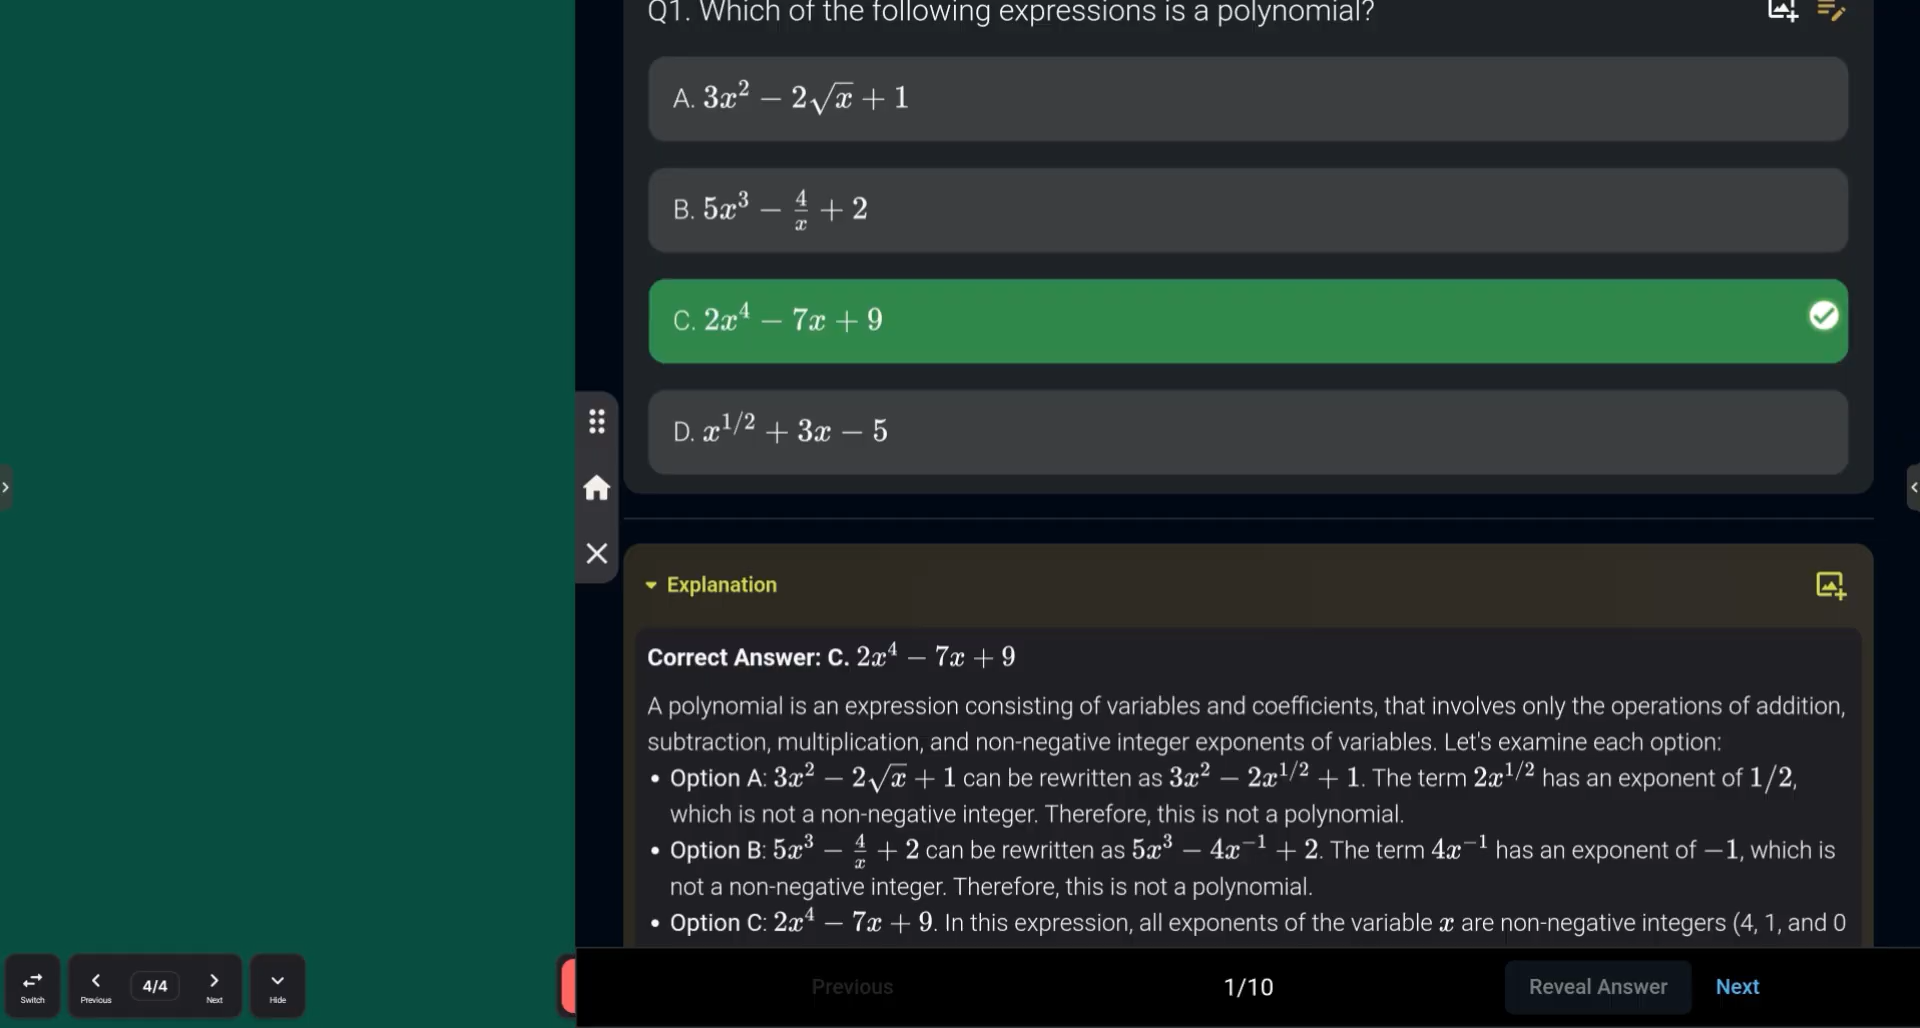 Q1. Which of the following expressions is a polynomial?
A. 3x² − 2√x + 1
B. 5x³ − 4/x + 2
C. 2x⁴ − 7x + 9
D. x^{1/2} + 3x − 5
Explanation
Correct Answer: C. 2x⁴ − 7x + 9
A polynomial is an expression consisting of variables and coefficients, that involves only the operations of addition,
subtraction, multiplication, and non-negative integer exponents of variables. Let's examine each option:
• Option A: 3x² − 2√x + 1 can be rewritten as 3x² − 2x^{1/2} + 1. The term 2x^{1/2} has an exponent of 1/2,
which is not a non-negative integer. Therefore, this is not a polynomial.
• Option B: 5x³ − 4/x + 2 can be rewritten as 5x³ − 4x⁻¹ + 2. The term 4x⁻¹ has an exponent of −1, which is
not a non-negative integer. Therefore, this is not a polynomial.
• Option C: 2x⁴ − 7x + 9. In this expression, all exponents of the variable x are non-negative integers (4, 1, and 0
Switch
Previous
4/4
Next
Hide
Previous
1/10
Reveal Answer
Next